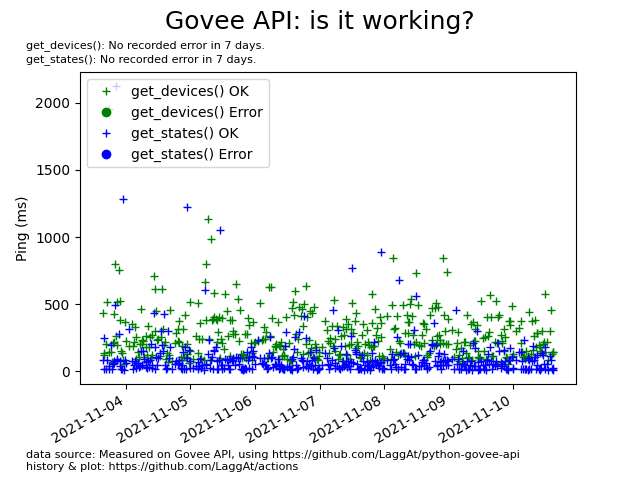 Govee API: is it working?
get_devices(): No recorded error in 7 days.
get_states(): No recorded error in 7 days.
get_devices() OK
get_devices() Error
get_states() OK
get_states() Error
Ping (ms)
2000
1500
1000
500
0
2021-11-04
2021-11-05
2021-11-06
2021-11-07
2021-11-08
2021-11-09
2021-11-10
data source: Measured on Govee API, using https://github.com/LaggAt/python-govee-api
history & plot: https://github.com/LaggAt/actions